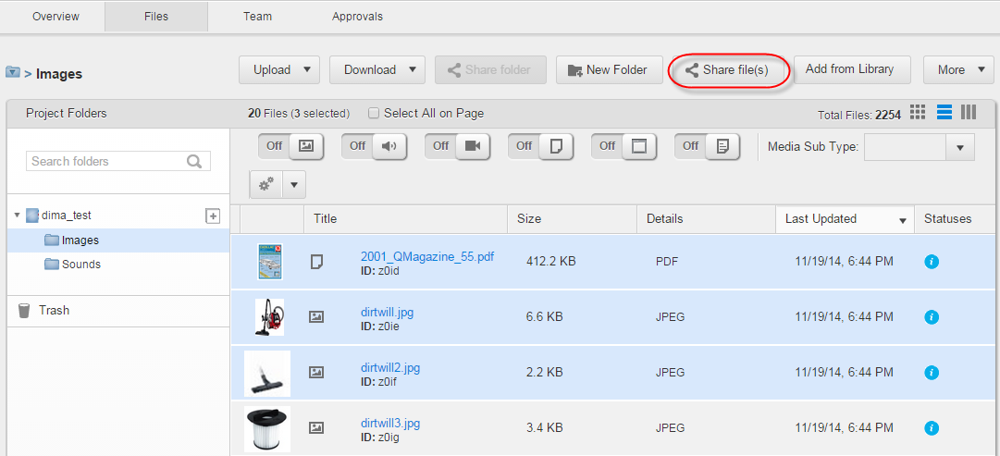 Overview Files Team Approvals
> Images Upload Download Share folder New Folder Share file(s) Add from Library More
Project Folders 20 Files (3 selected) Select All on Page Total Files: 2254
Off Off Off Off Off Off Media Sub Type:
Search folders
dima_test
Images
Sounds
Trash
Title Size Details Last Updated Statuses
2001_QMagazine_55.pdf 412.2 KB PDF 11/19/14, 6:44 PM
ID: z0id
dirtwill.jpg 6.6 KB JPEG 11/19/14, 6:44 PM
ID: z0ie
dirtwill2.jpg 2.2 KB JPEG 11/19/14, 6:44 PM
ID: z0if
dirtwill3.jpg 3.4 KB JPEG 11/19/14, 6:44 PM
ID: z0ig